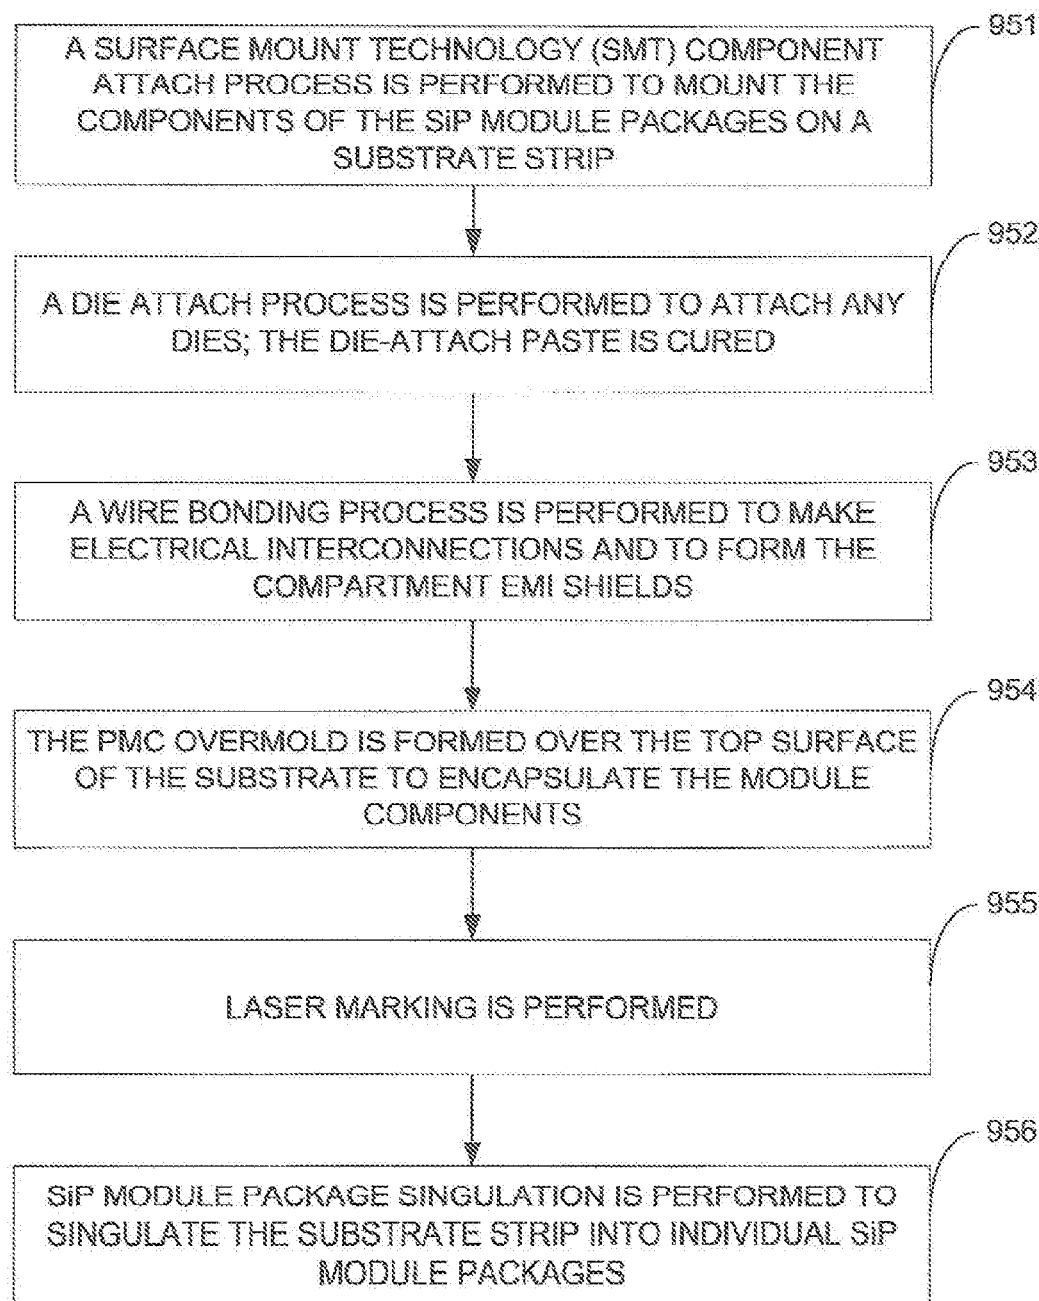 951
A SURFACE MOUNT TECHNOLOGY (SMT) COMPONENT
ATTACH PROCESS IS PERFORMED TO MOUNT THE
COMPONENTS OF THE SiP MODULE PACKAGES ON A
SUBSTRATE STRIP
952
A DIE ATTACH PROCESS IS PERFORMED TO ATTACH ANY
DIES; THE DIE-ATTACH PASTE IS CURED
953
A WIRE BONDING PROCESS IS PERFORMED TO MAKE
ELECTRICAL INTERCONNECTIONS AND TO FORM THE
COMPARTMENT EMI SHIELDS
954
THE PMC OVERMOLD IS FORMED OVER THE TOP SURFACE
OF THE SUBSTRATE TO ENCAPSULATE THE MODULE
COMPONENTS
955
LASER MARKING IS PERFORMED
956
SiP MODULE PACKAGE SINGULATION IS PERFORMED TO
SINGULATE THE SUBSTRATE STRIP INTO INDIVIDUAL SiP
MODULE PACKAGES